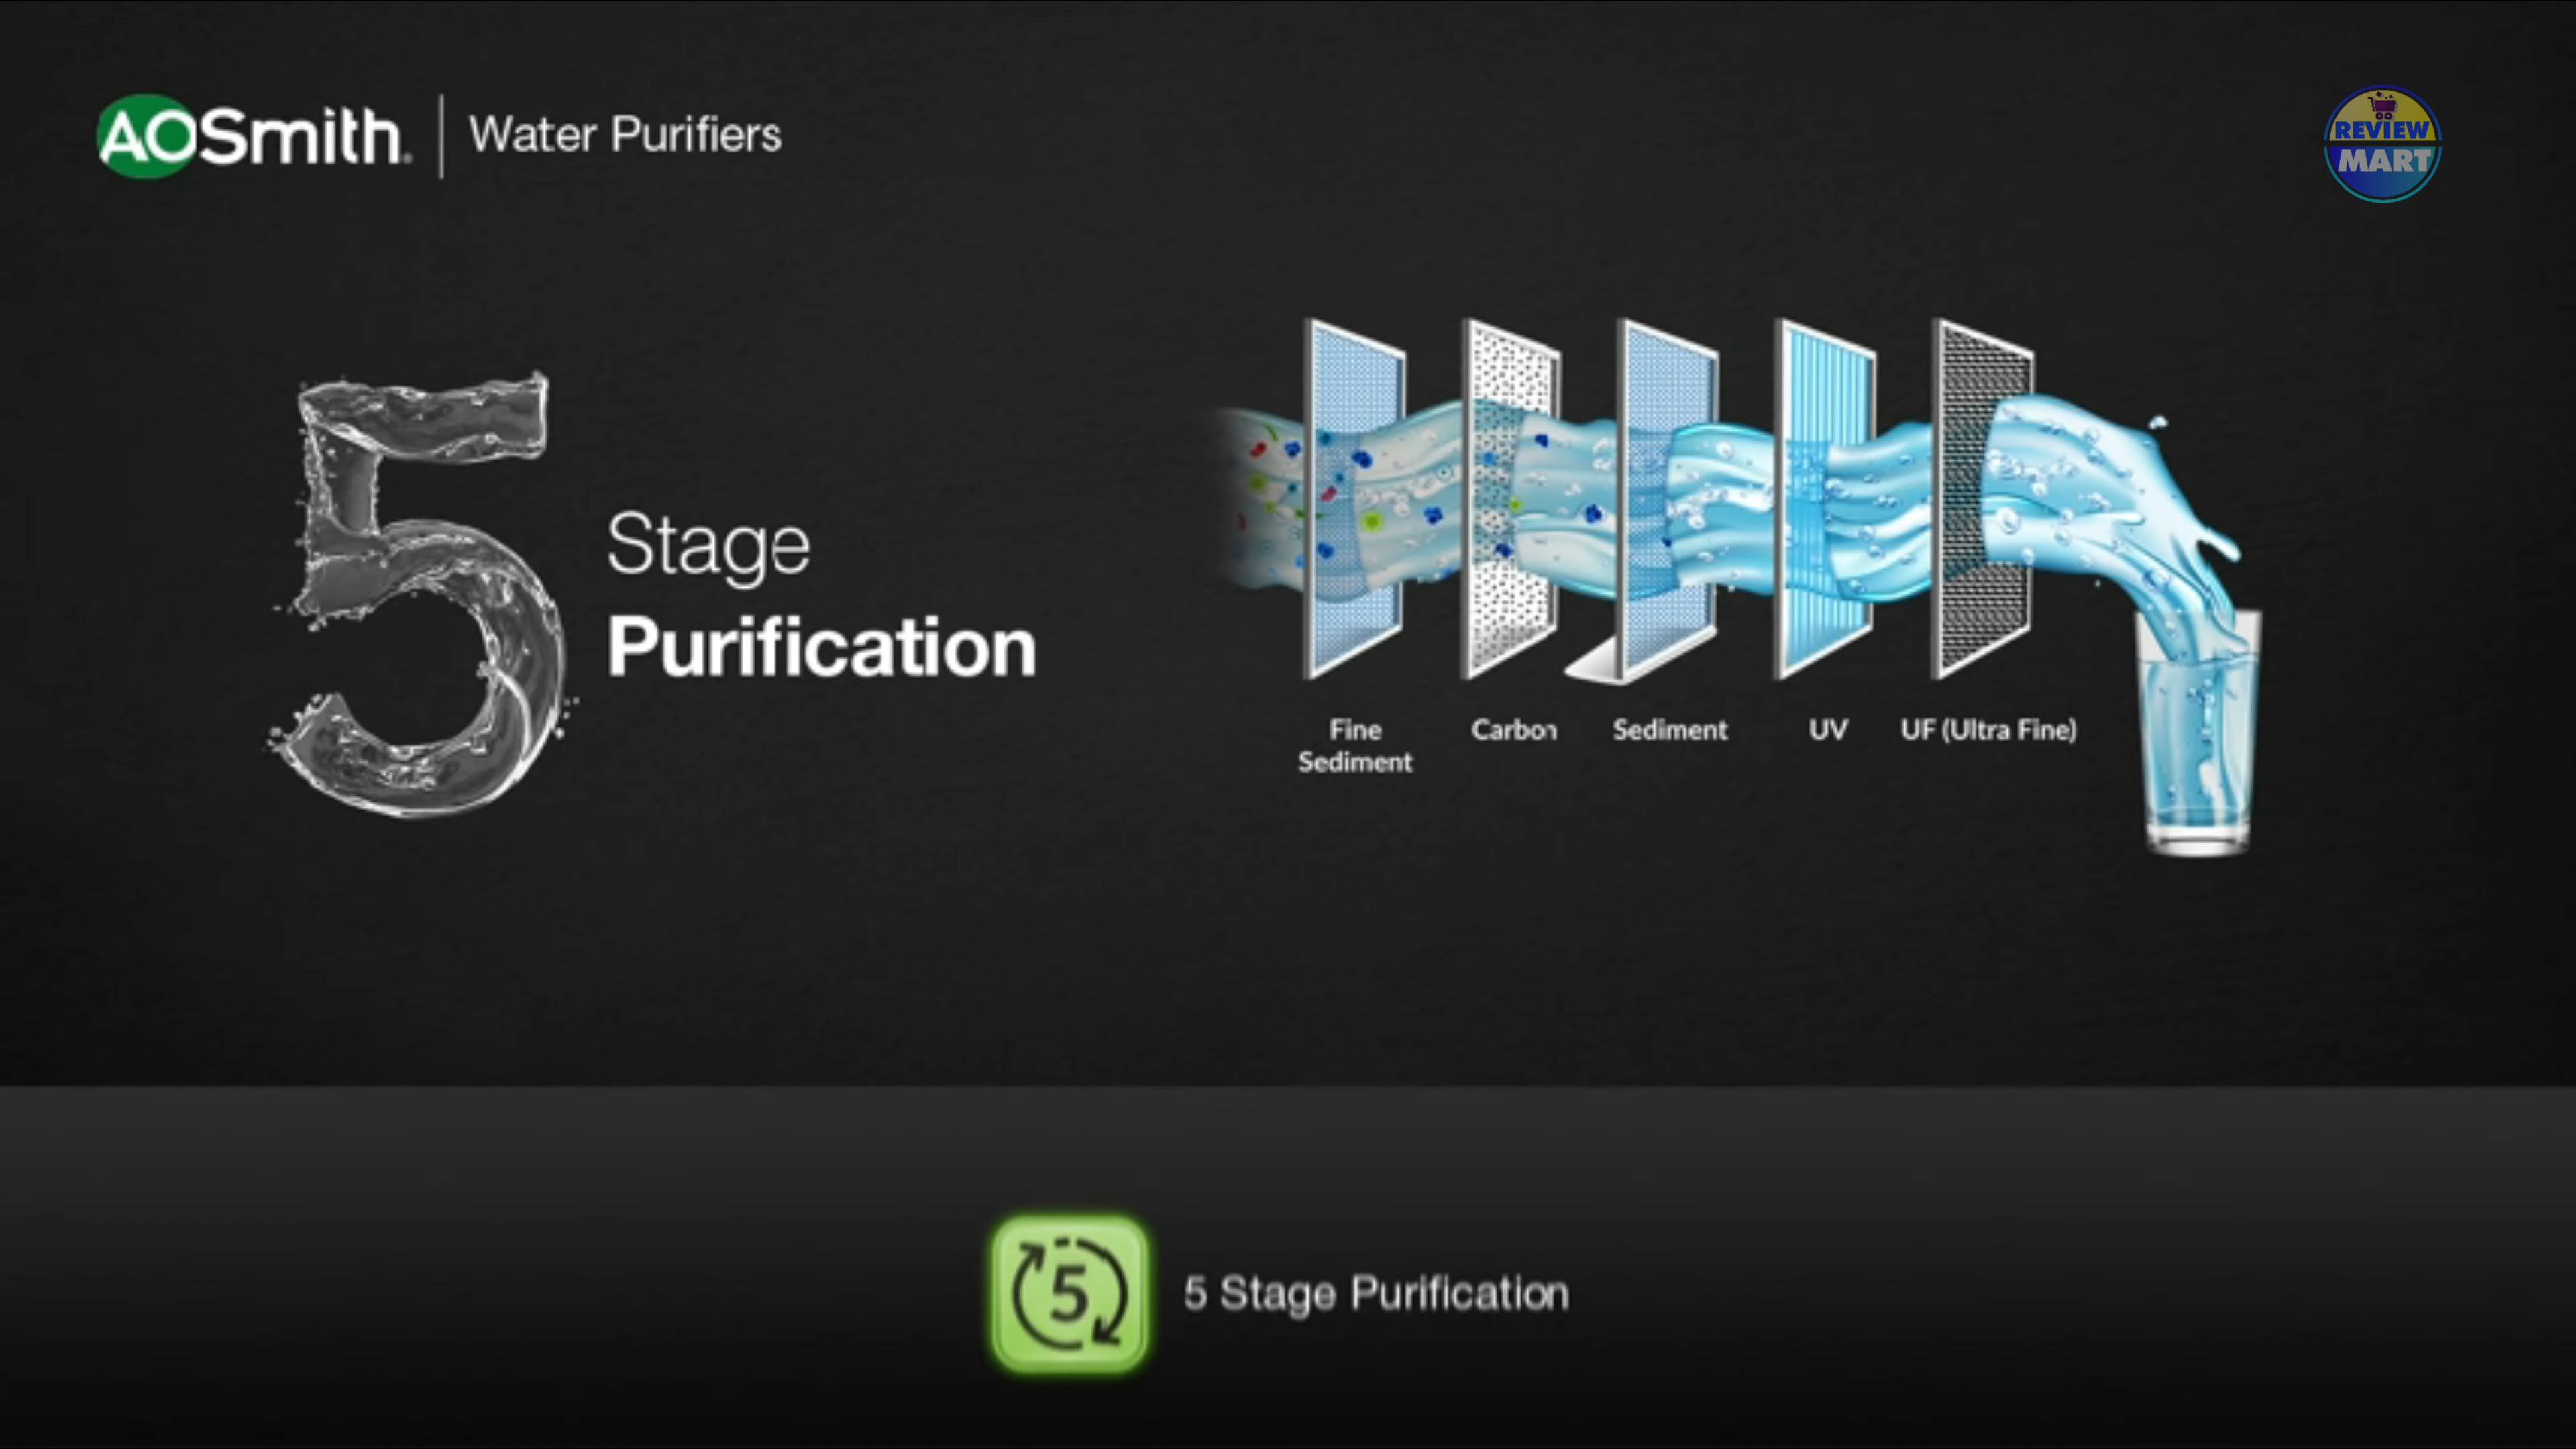 AOSmith. Water Purifiers
REVIEW
MART
5
Stage
Purification
Fine
Sediment
Carbon
Sediment
UV
UF (Ultra Fine)
5
5 Stage Purification